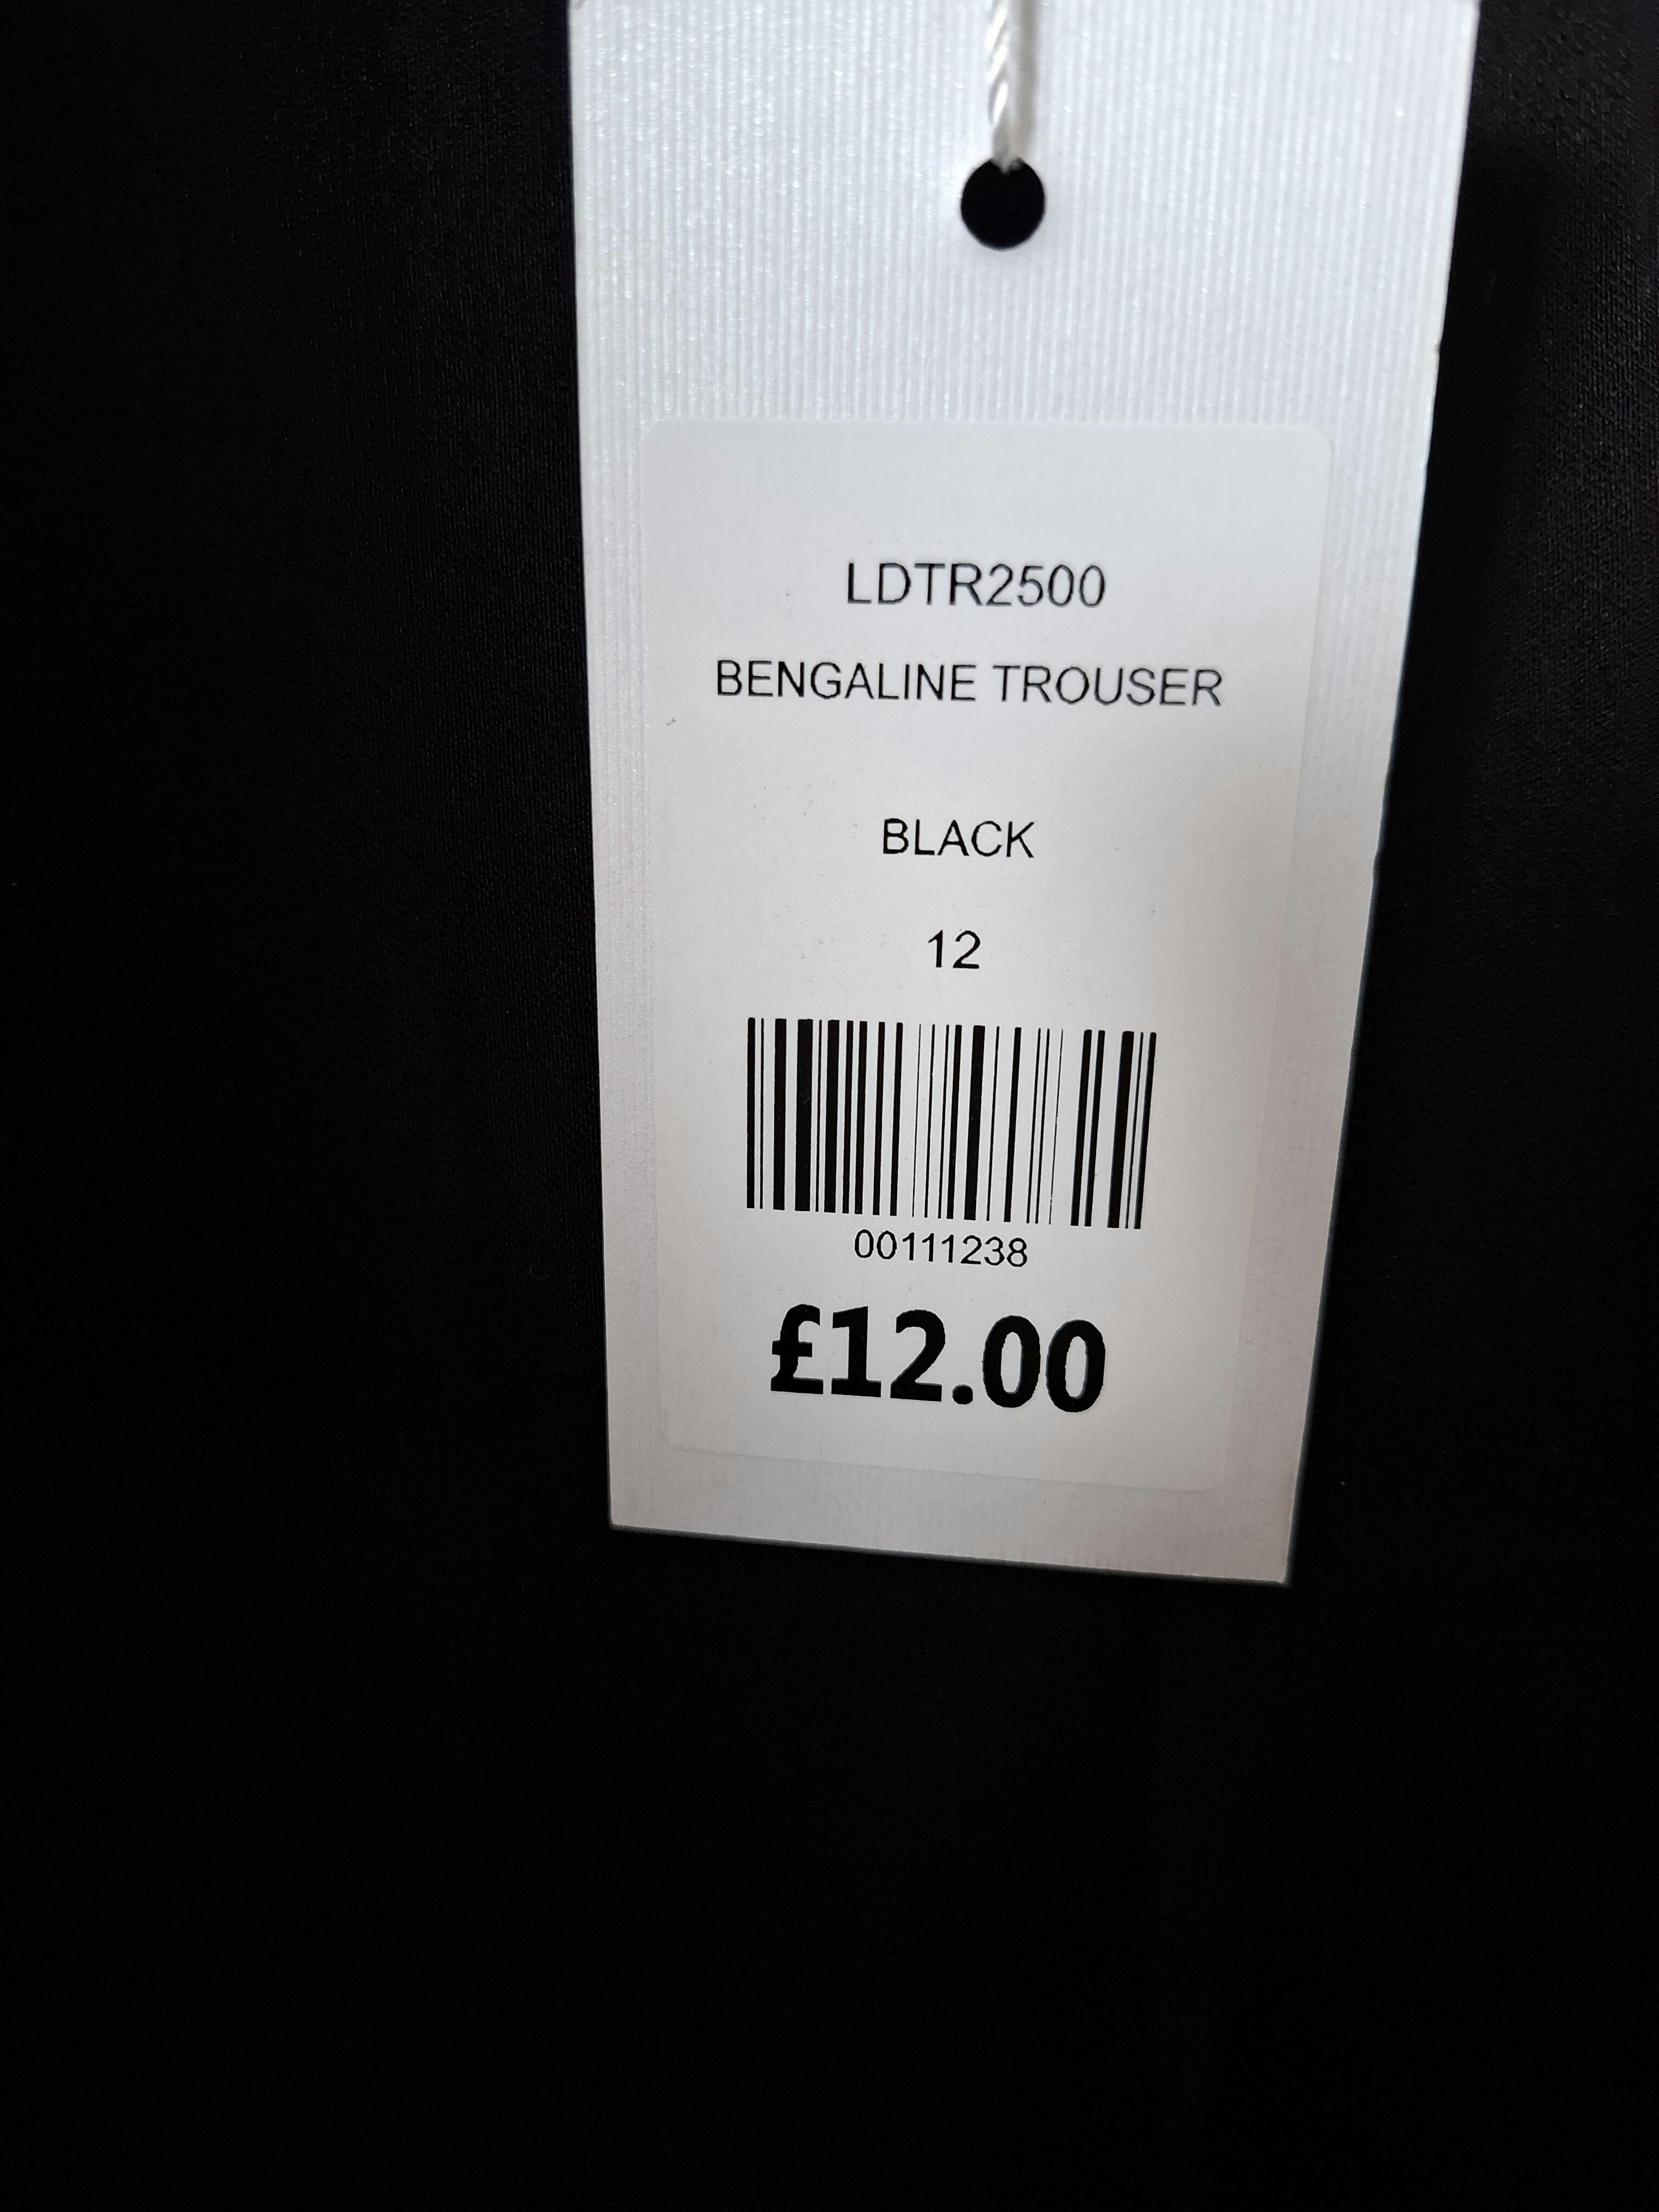 LDTR2500
BENGALINE TROUSER
BLACK
12
00111238
£12.00